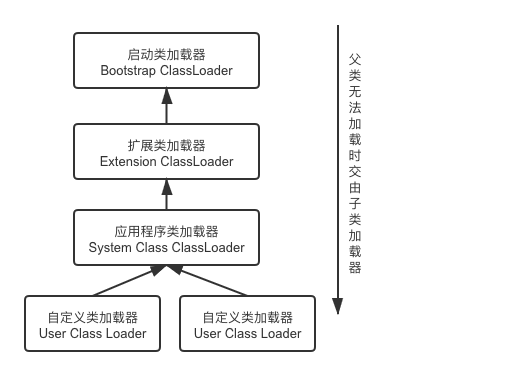 启动类加载器
Bootstrap ClassLoader
扩展类加载器
Extension ClassLoader
应用程序类加载器
System Class ClassLoader
自定义类加载器
User Class Loader
自定义类加载器
User Class Loader
父类无法加载时交由子类加载器